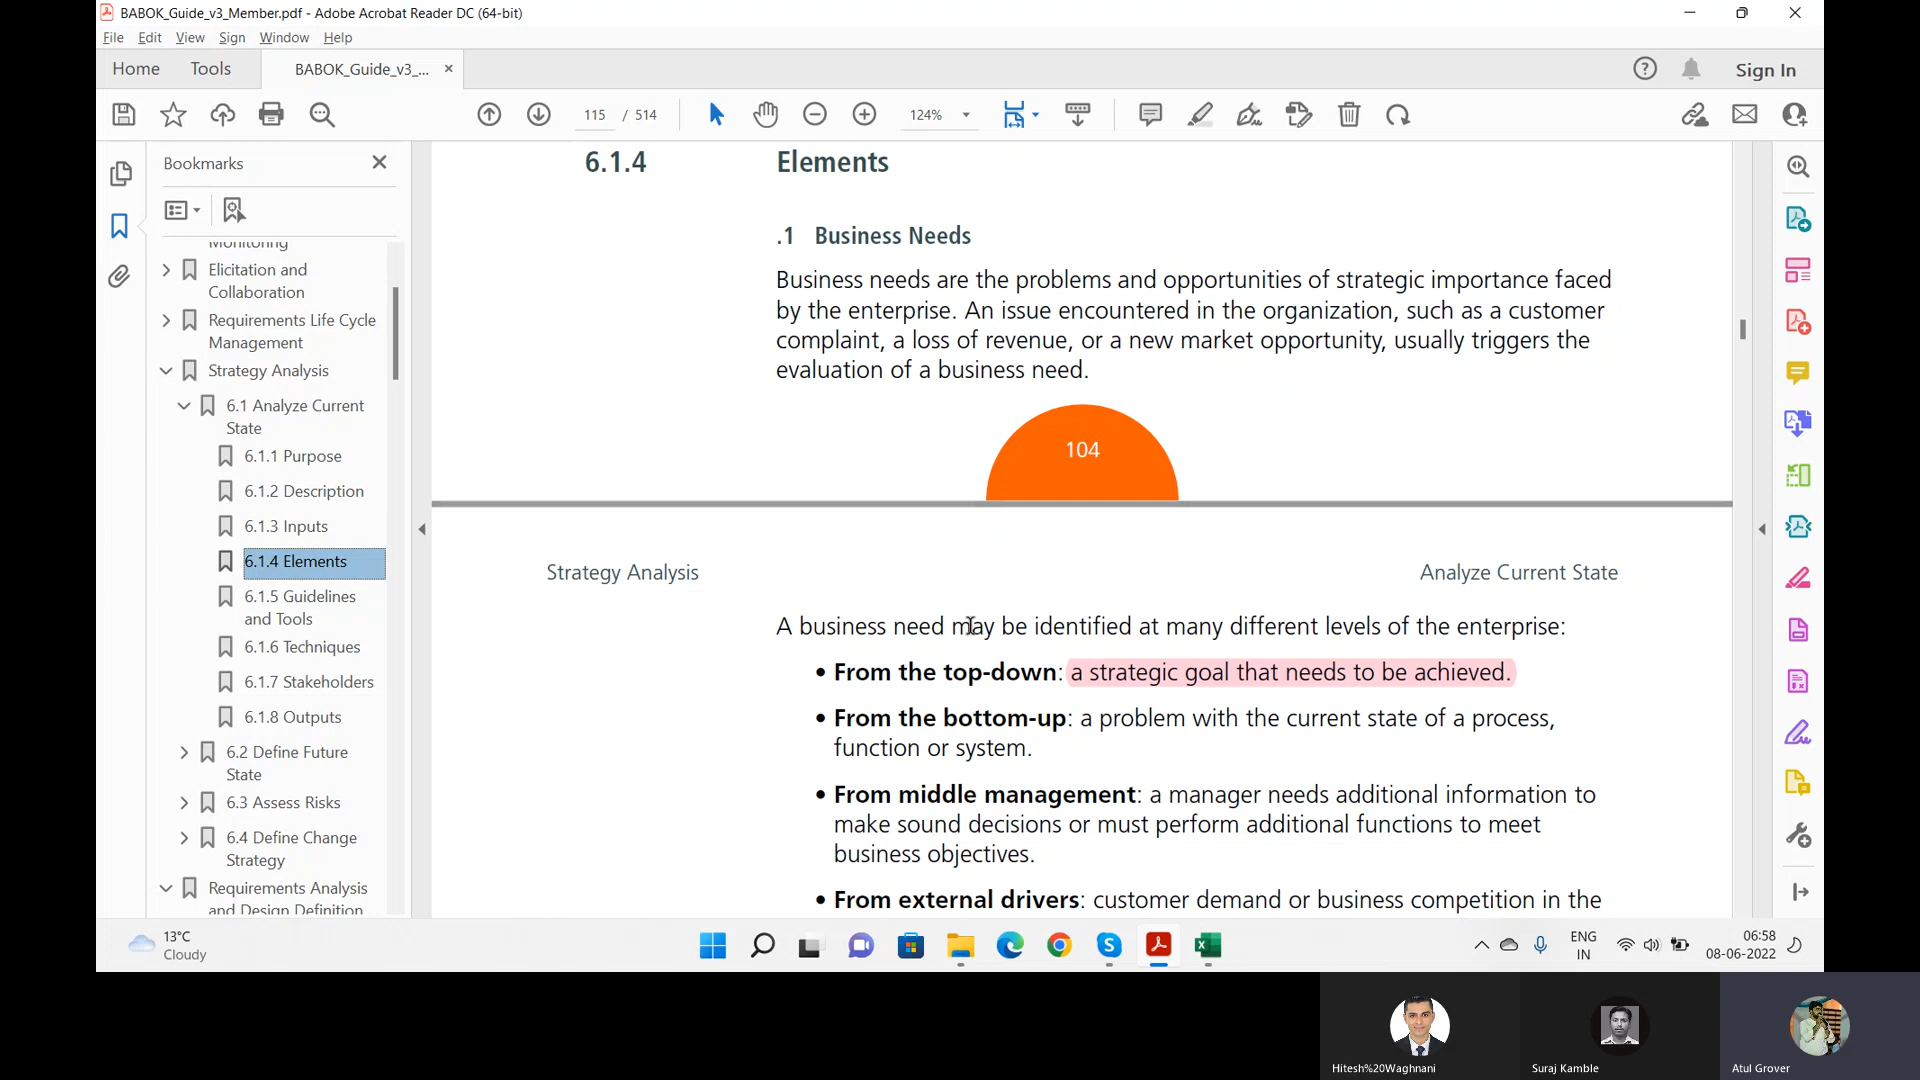 BABOK_Guide_v3_Member.pdf - Adobe Acrobat Reader DC (64-bit)
File Edit View Sign Window Help
Home Tools BABOK_Guide_v3_... × Sign In
115 / 514 124%
Bookmarks
Monitoring
Elicitation and
Collaboration
Requirements Life Cycle
Management
Strategy Analysis
6.1 Analyze Current
State
6.1.1 Purpose
6.1.2 Description
6.1.3 Inputs
6.1.4 Elements
6.1.5 Guidelines
and Tools
6.1.6 Techniques
6.1.7 Stakeholders
6.1.8 Outputs
6.2 Define Future
State
6.3 Assess Risks
6.4 Define Change
Strategy
Requirements Analysis
and Design Definition
6.1.4 Elements
.1 Business Needs
Business needs are the problems and opportunities of strategic importance faced
by the enterprise. An issue encountered in the organization, such as a customer
complaint, a loss of revenue, or a new market opportunity, usually triggers the
evaluation of a business need.
104
Strategy Analysis Analyze Current State
A business need may be identified at many different levels of the enterprise:
• From the top-down: a strategic goal that needs to be achieved.
• From the bottom-up: a problem with the current state of a process,
function or system.
• From middle management: a manager needs additional information to
make sound decisions or must perform additional functions to meet
business objectives.
• From external drivers: customer demand or business competition in the
13°C
Cloudy
ENG
IN
06:58
08-06-2022
Hitesh%20Waghnani Suraj Kamble Atul Grover